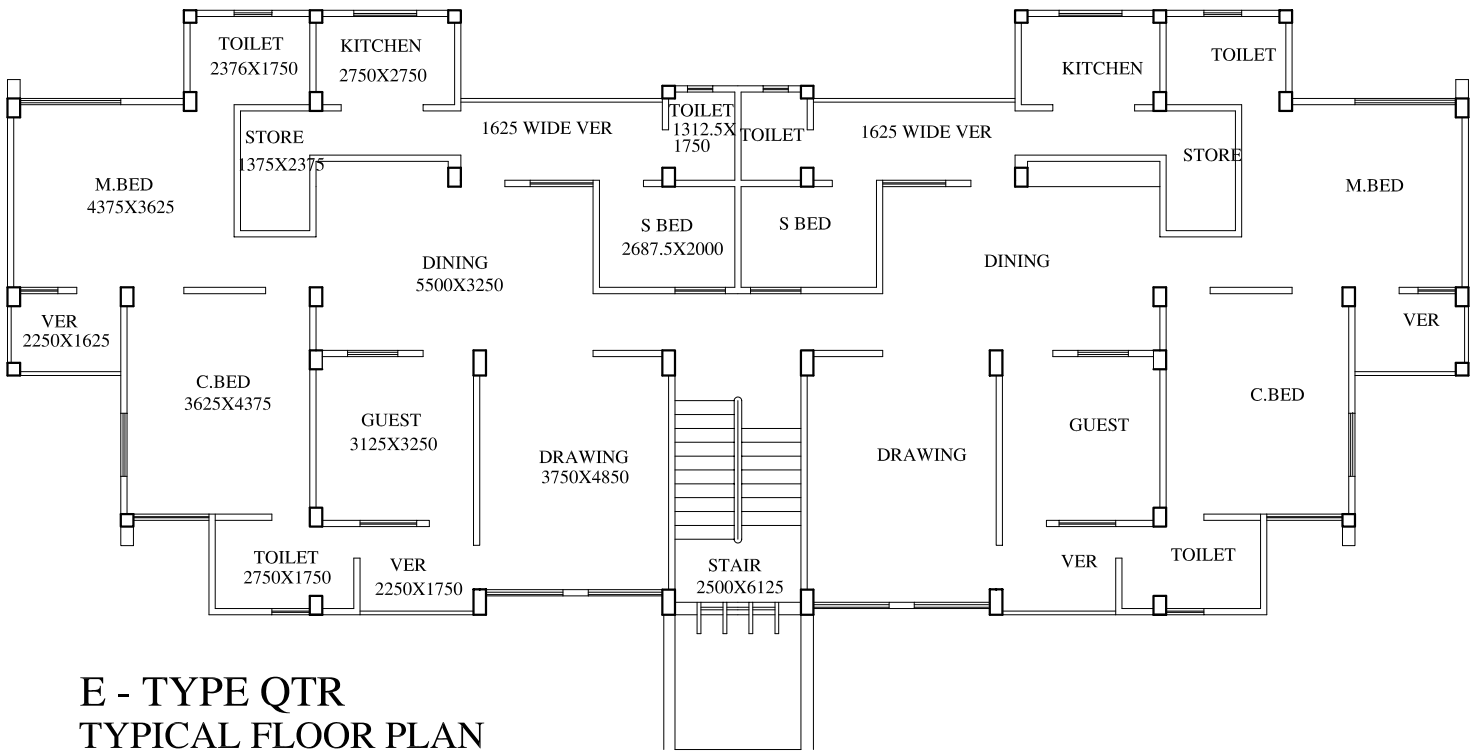 TOILET
2376X1750
KITCHEN
2750X2750
KITCHEN
TOILET
STORE
1375X2375
1625 WIDE VER
TOILET
1312.5X
1750
TOILET
1625 WIDE VER
STORE
M.BED
4375X3625
M.BED
S BED
2687.5X2000
S BED
DINING
5500X3250
DINING
VER
2250X1625
VER
C.BED
3625X4375
C.BED
GUEST
3125X3250
GUEST
DRAWING
3750X4850
DRAWING
TOILET
2750X1750
VER
2250X1750
STAIR
2500X6125
VER
TOILET
E - TYPE QTR
TYPICAL FLOOR PLAN